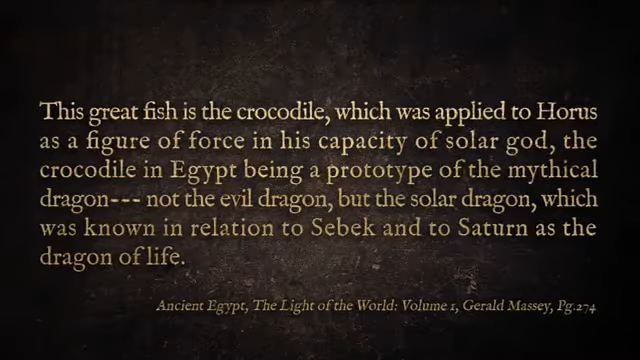 This great fish is the crocodile, which was applied to Horus
as a figure of force in his capacity of solar god, the
crocodile in Egypt being a prototype of the mythical
dragon--- not the evil dragon, but the solar dragon, which
was known in relation to Sebek and to Saturn as the
dragon of life.
Ancient Egypt, The Light of the World: Volume 1, Gerald Massey, Pg.274